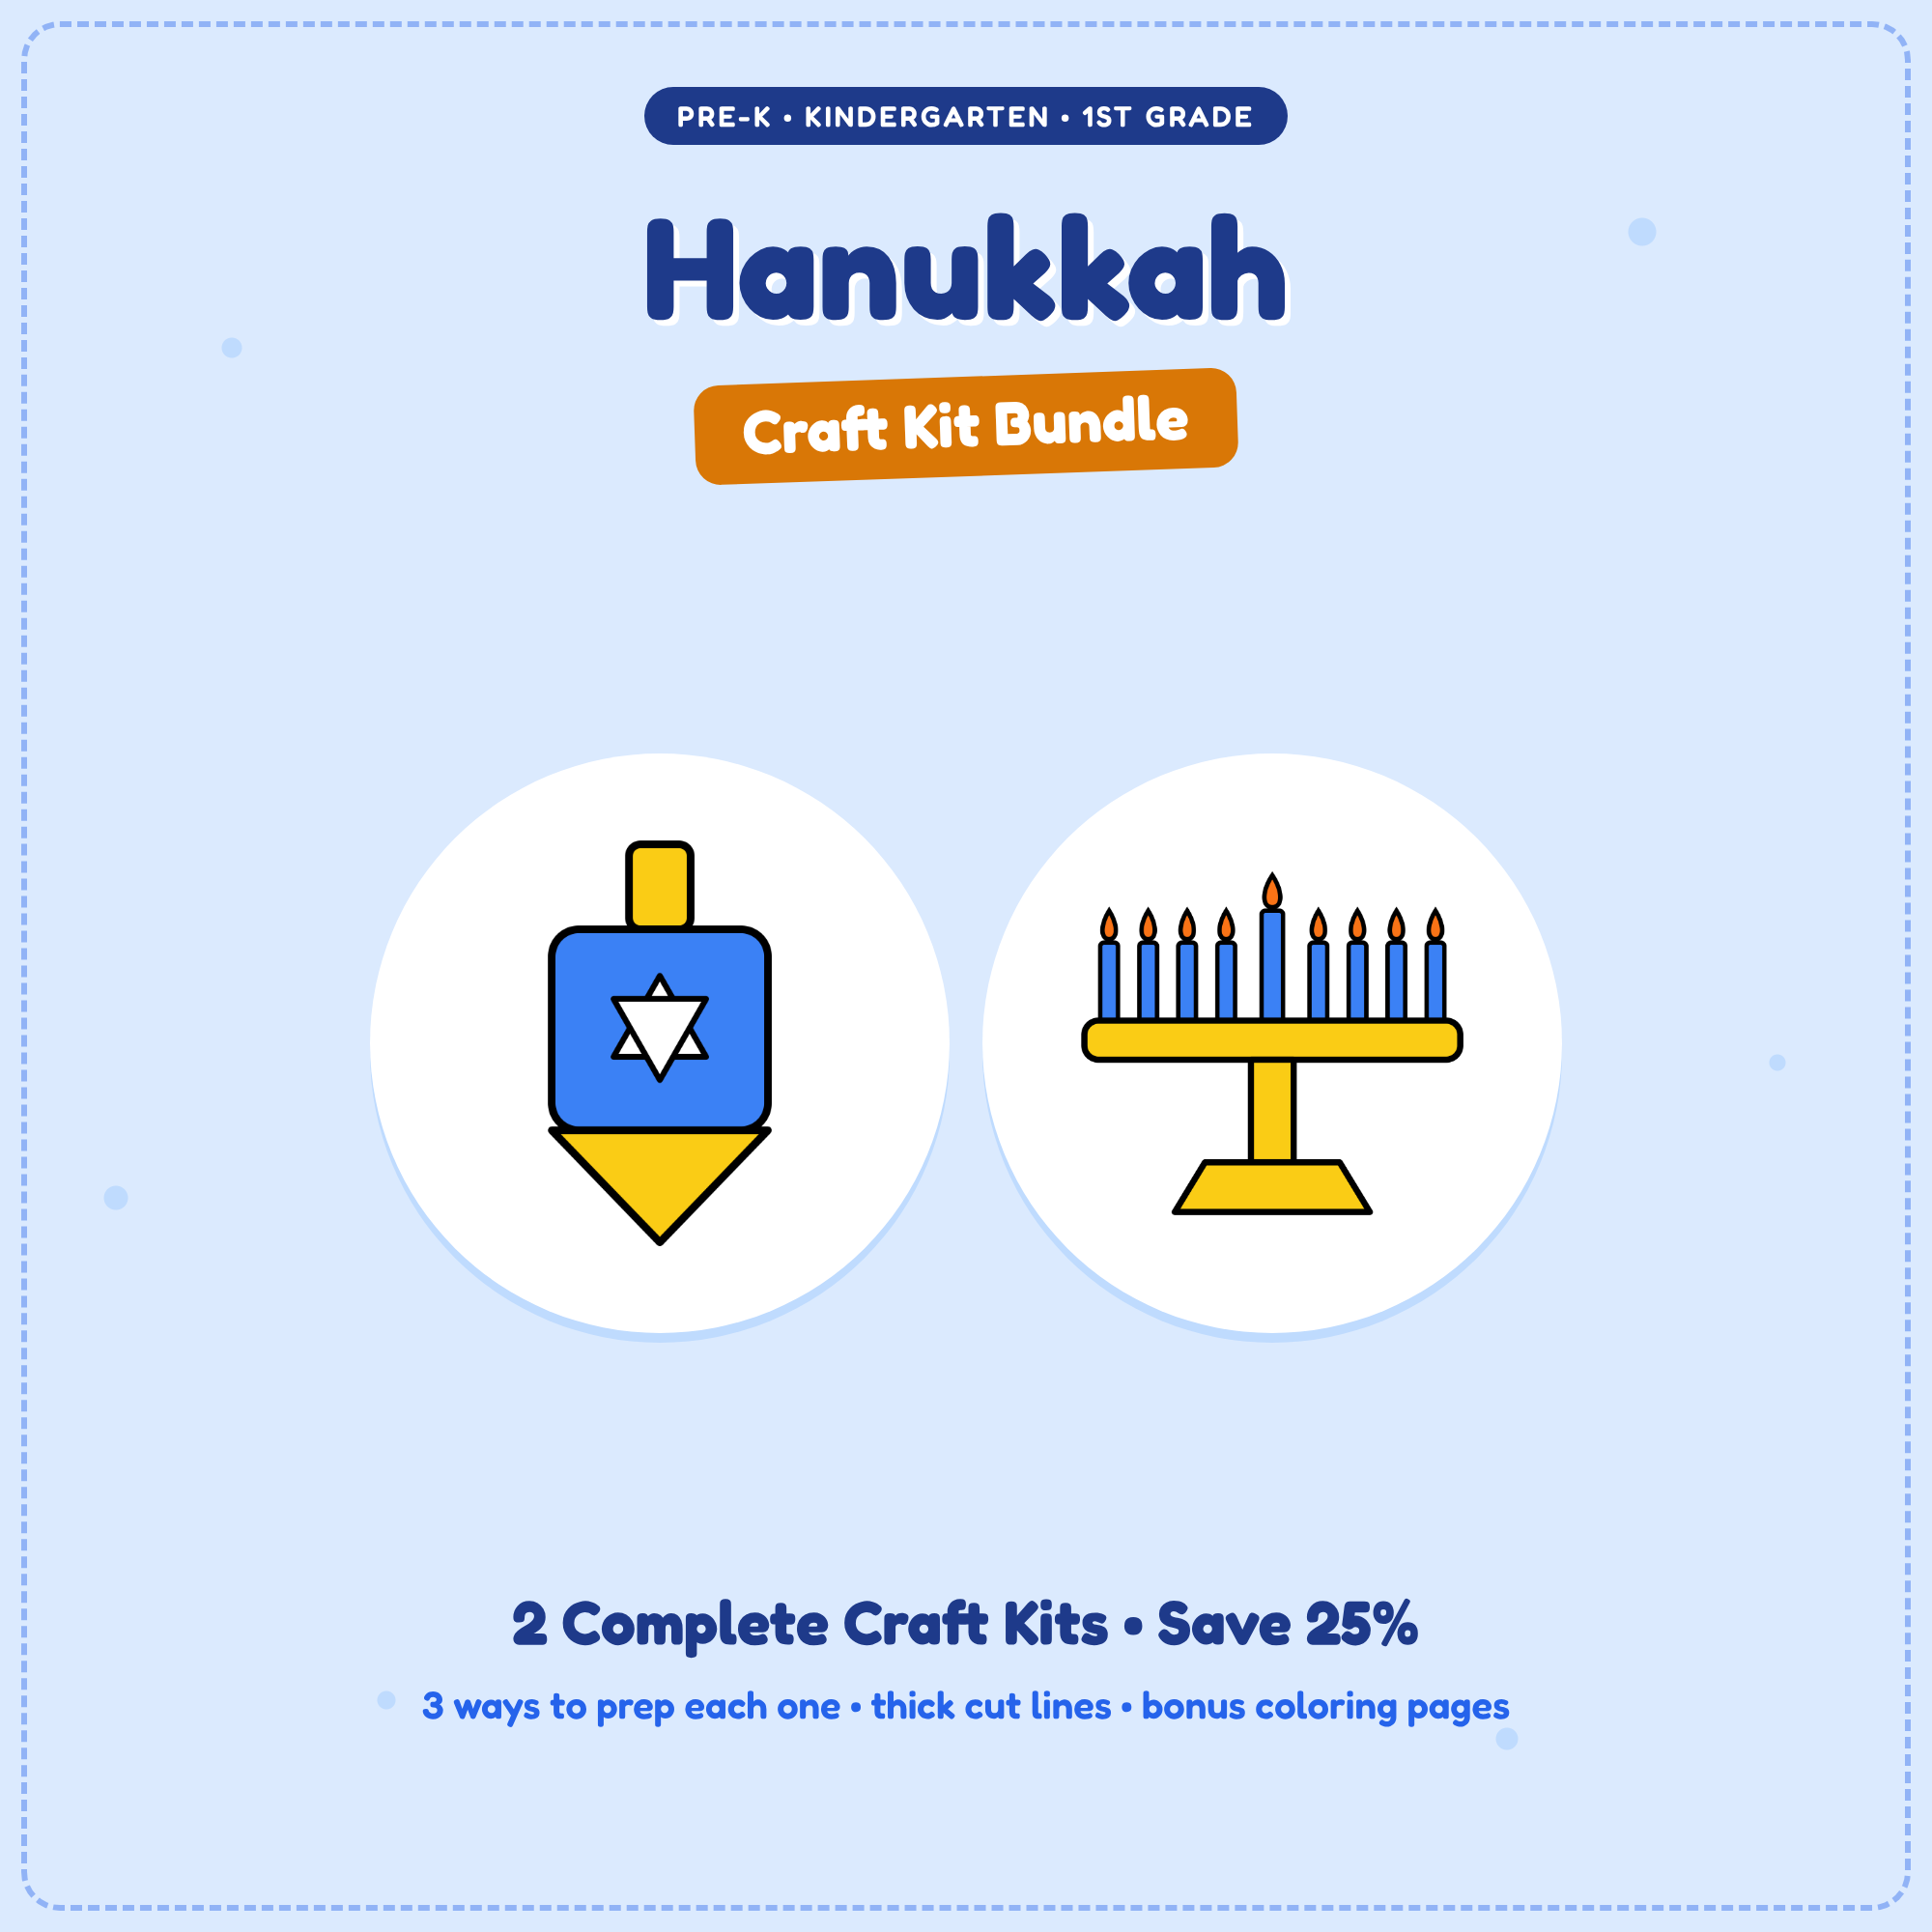 PRE-K • KINDERGARTEN • 1ST GRADE
Hanukkah
Craft Kit Bundle
2 Complete Craft Kits • Save 25%
3 ways to prep each one • thick cut lines • bonus coloring pages